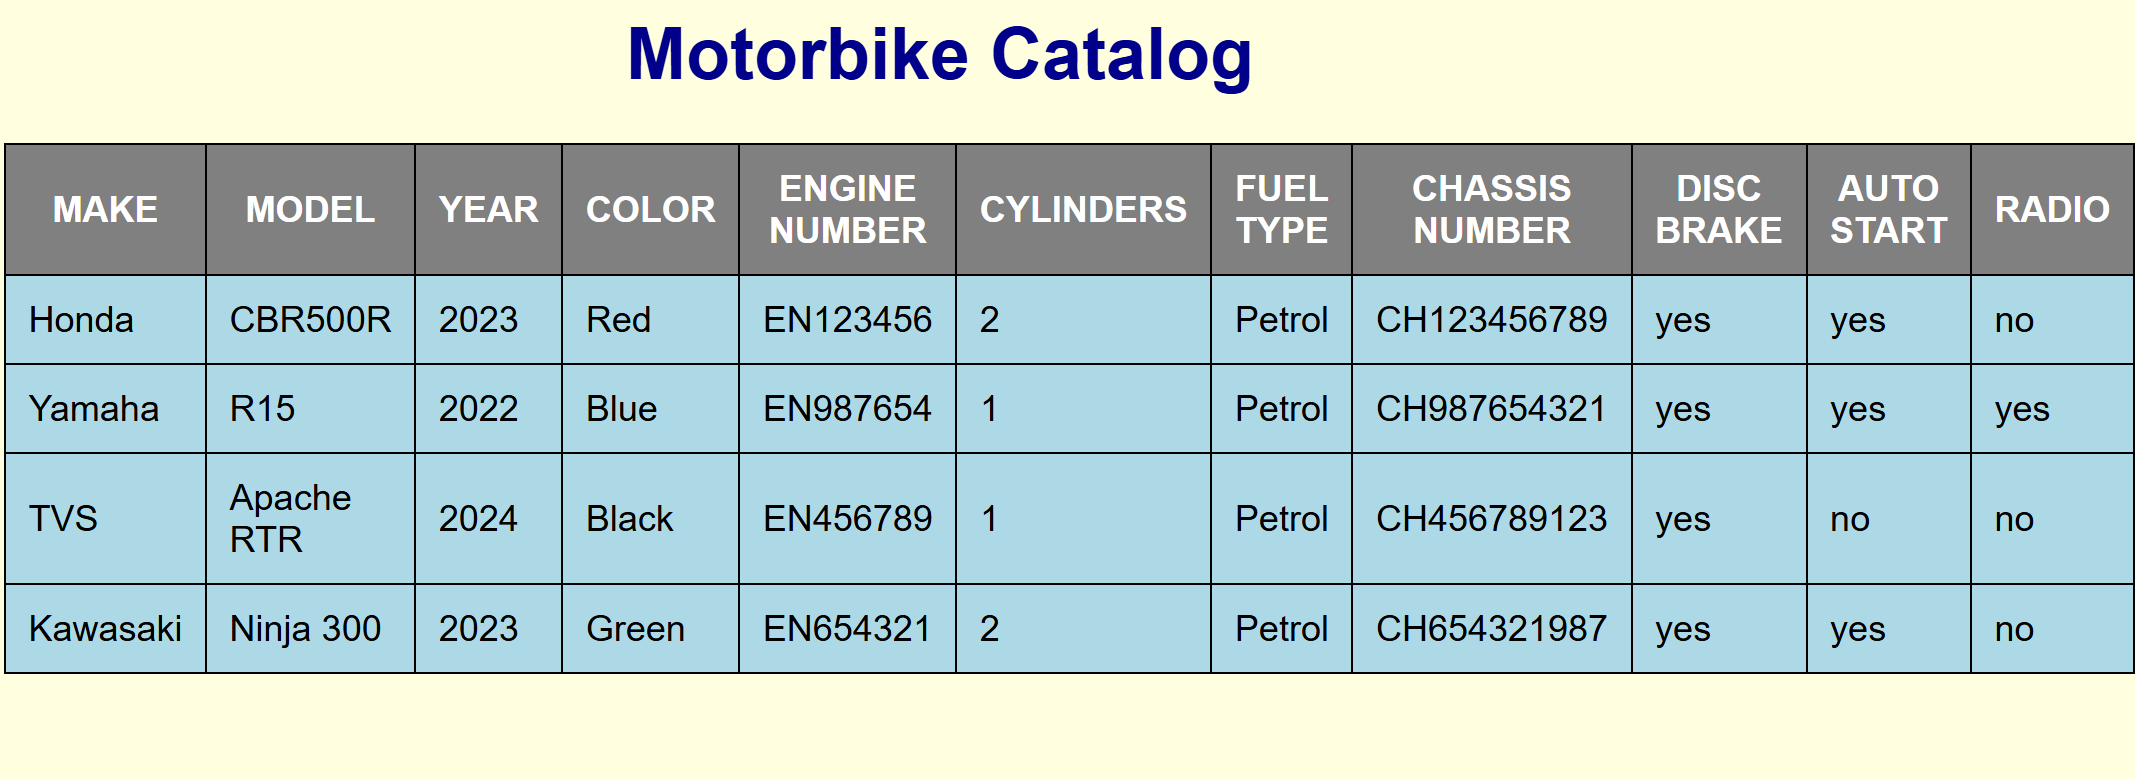 Motorbike Catalog
MAKE MODEL YEAR COLOR ENGINE NUMBER CYLINDERS FUEL TYPE CHASSIS NUMBER DISC BRAKE AUTO START RADIO
Honda CBR500R 2023 Red EN123456 2 Petrol CH123456789 yes yes no
Yamaha R15 2022 Blue EN987654 1 Petrol CH987654321 yes yes yes
TVS Apache RTR 2024 Black EN456789 1 Petrol CH456789123 yes no no
Kawasaki Ninja 300 2023 Green EN654321 2 Petrol CH654321987 yes yes no